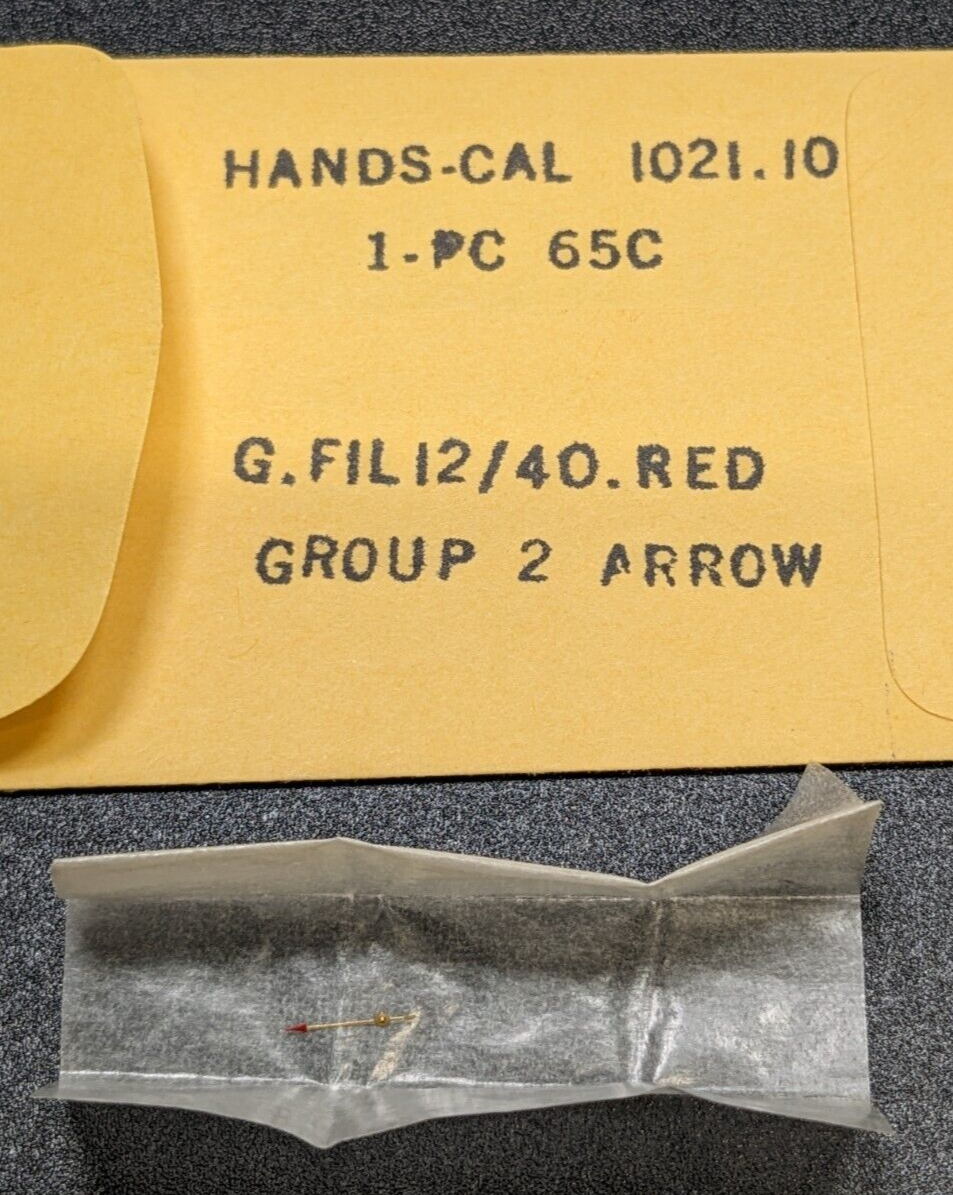 HANDS-CAL 1021.10
1-PC 65C
G.FIL12/40.RED
GROUP 2 ARROW